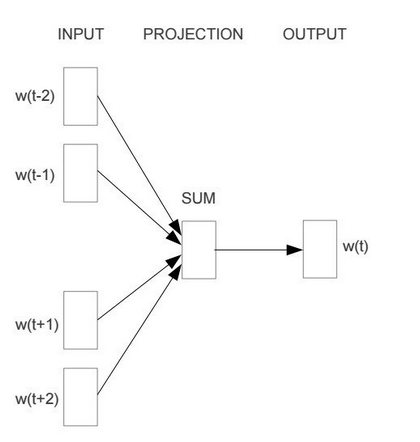 INPUT PROJECTION OUTPUT
w(t-2)
w(t-1)
SUM
w(t)
w(t+1)
w(t+2)